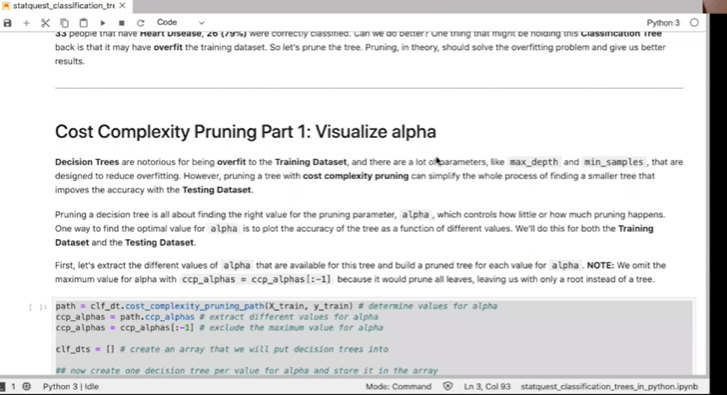 statquest_classification_tre
Code
Python 3
33 people that have Heart Disease, 26 (79%) were correctly classified. Can we do better? One thing that might be holding this Classification Tree
back is that it may have overfit the training dataset. So let's prune the tree. Pruning, in theory, should solve the overfitting problem and give us better
results.
Cost Complexity Pruning Part 1: Visualize alpha
Decision Trees are notorious for being overfit to the Training Dataset, and there are a lot of parameters, like max_depth and min_samples, that are
designed to reduce overfitting. However, pruning a tree with cost complexity pruning can simplify the whole process of finding a smaller tree that
impoves the accuracy with the Testing Dataset.
Pruning a decision tree is all about finding the right value for the pruning parameter, alpha, which controls how little or how much pruning happens.
One way to find the optimal value for alpha is to plot the accuracy of the tree as a function of different values. We'll do this for both the Training
Dataset and the Testing Dataset.
First, let's extract the different values of alpha that are available for this tree and build a pruned tree for each value for alpha. NOTE: We omit the
maximum value for alpha with ccp_alphas = ccp_alphas[:-1] because it would prune all leaves, leaving us with only a root instead of a tree.
[ ]: path = clf_dt.cost_complexity_pruning_path(X_train, y_train) # determine values for alpha
ccp_alphas = path.ccp_alphas # extract different values for alpha
ccp_alphas = ccp_alphas[:-1] # exclude the maximum value for alpha
clf_dts = [] # create an array that we will put decision trees into
## now create one decision tree per value for alpha and store it in the array
1 Python 3 | Idle Mode: Command Ln 3, Col 93 statquest_classification_trees_in_python.ipynb